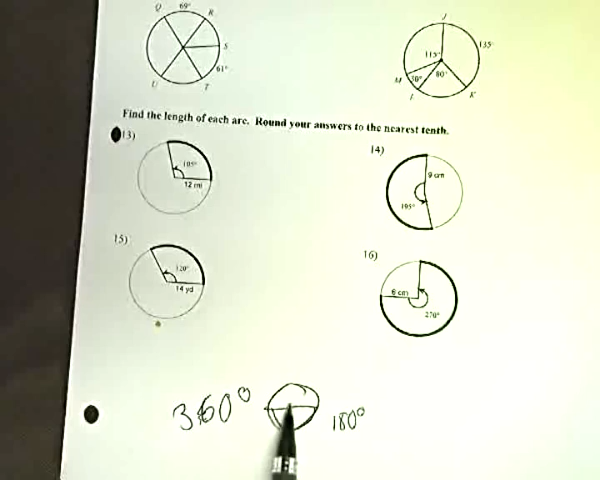 Q 69° R
S
61°
U T
J
135°
115°
M 30° 80°
L K
Find the length of each arc. Round your answers to the nearest tenth.
13)
105°
12 mi
14)
9 cm
195°
15)
120°
14 yd
16)
6 cm
270°
360° 180°